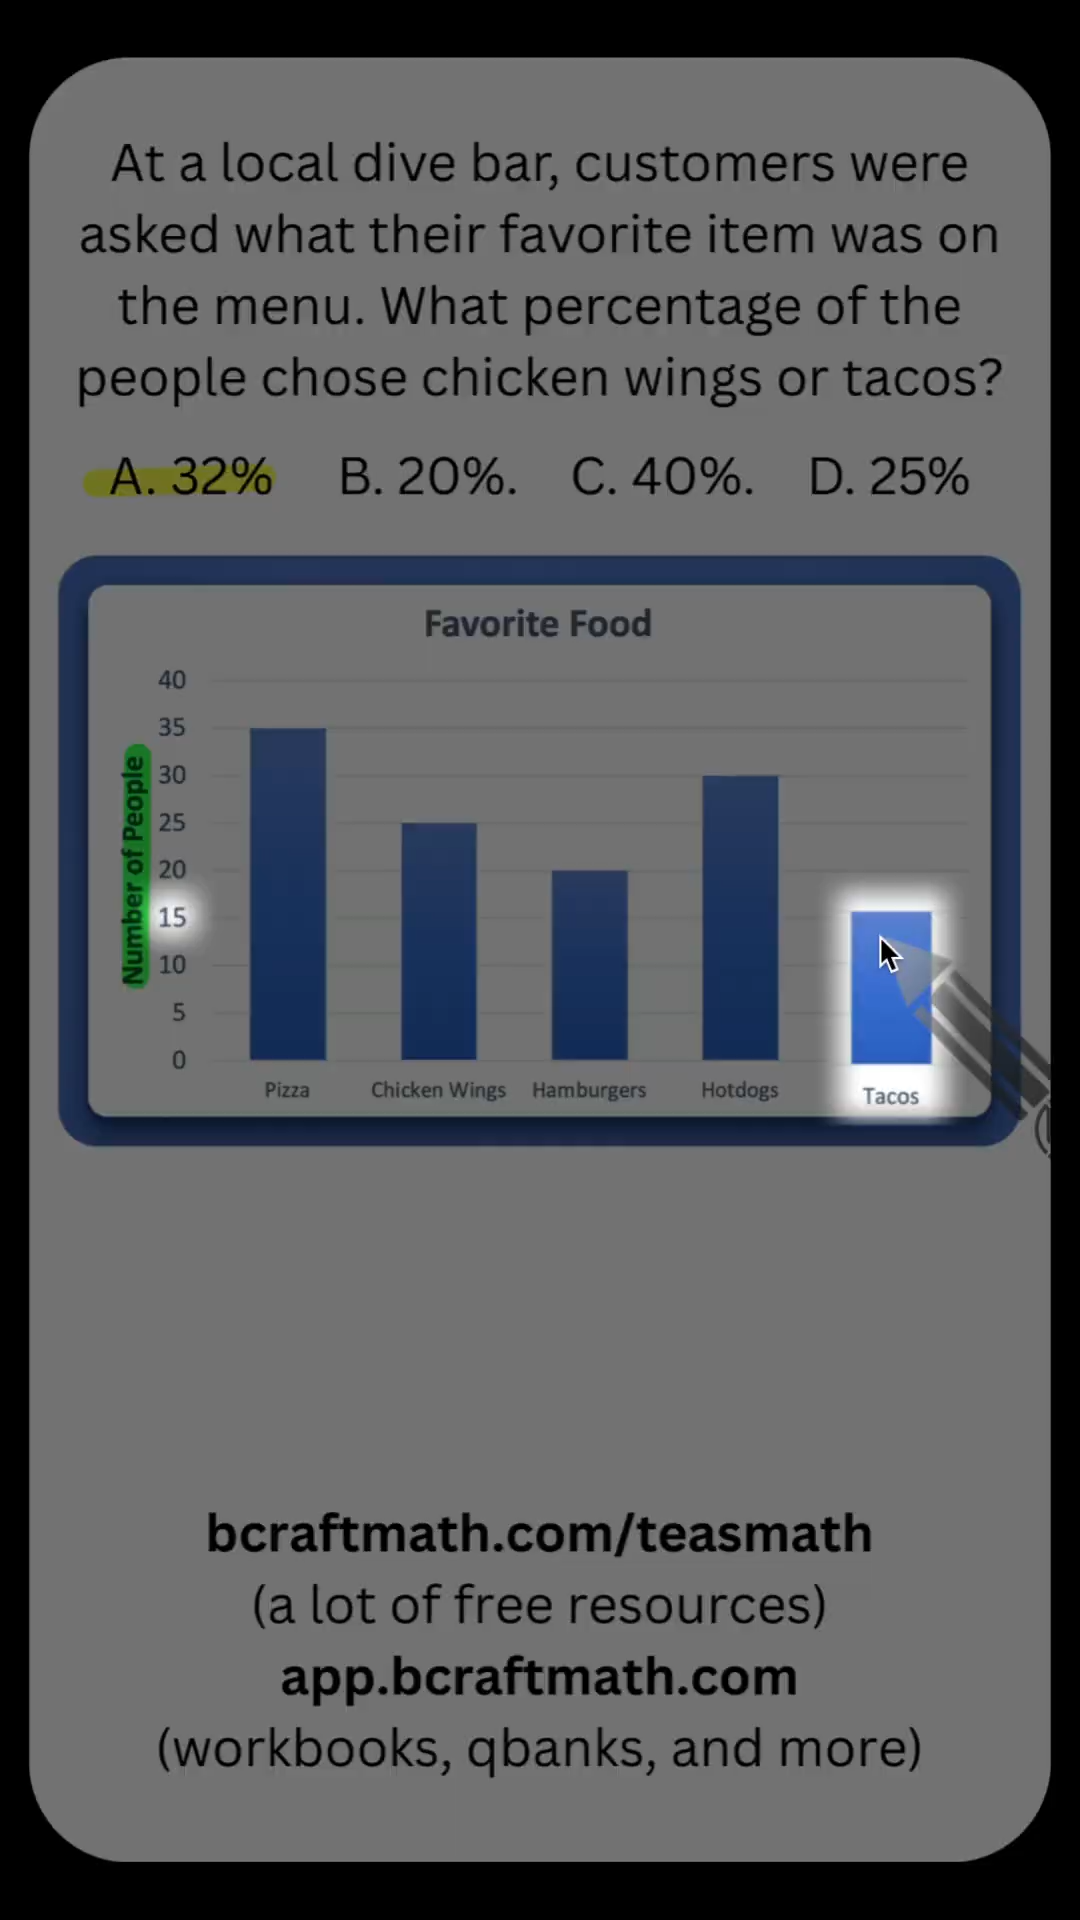 At a local dive bar, customers were
asked what their favorite item was on
the menu. What percentage of the
people chose chicken wings or tacos?
A. 32% B. 20%. C. 40%. D. 25%
Favorite Food
Number of People
40
35
30
25
20
15
10
5
0
Pizza Chicken Wings Hamburgers Hotdogs Tacos
bcraftmath.com/teasmath
(a lot of free resources)
app.bcraftmath.com
(workbooks, qbanks, and more)